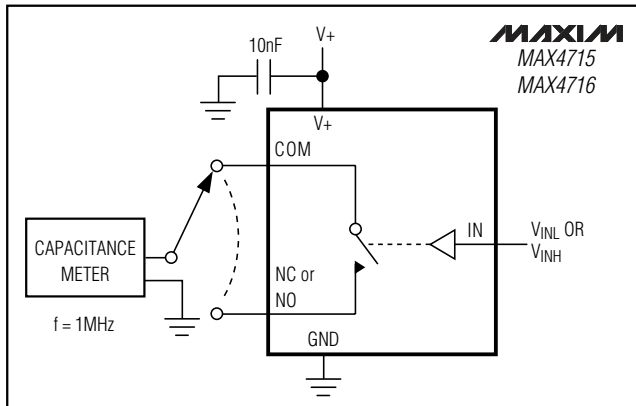 MAXIM
MAX4715
MAX4716
V+
10nF
V+
COM
IN
VINL OR
VINH
CAPACITANCE
METER
NC or
NO
f = 1MHz
GND